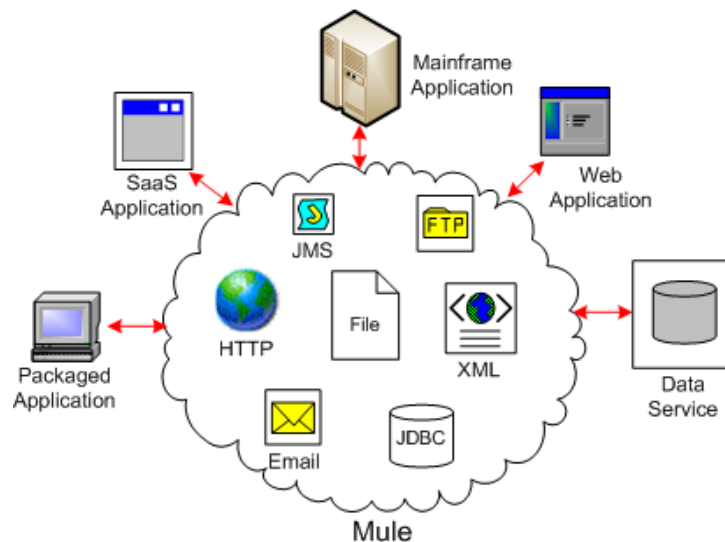 Mainframe
Application
SaaS
Application
Web
Application
JMS
FTP
HTTP
File
XML
Packaged
Application
Data
Service
Email
JDBC
Mule